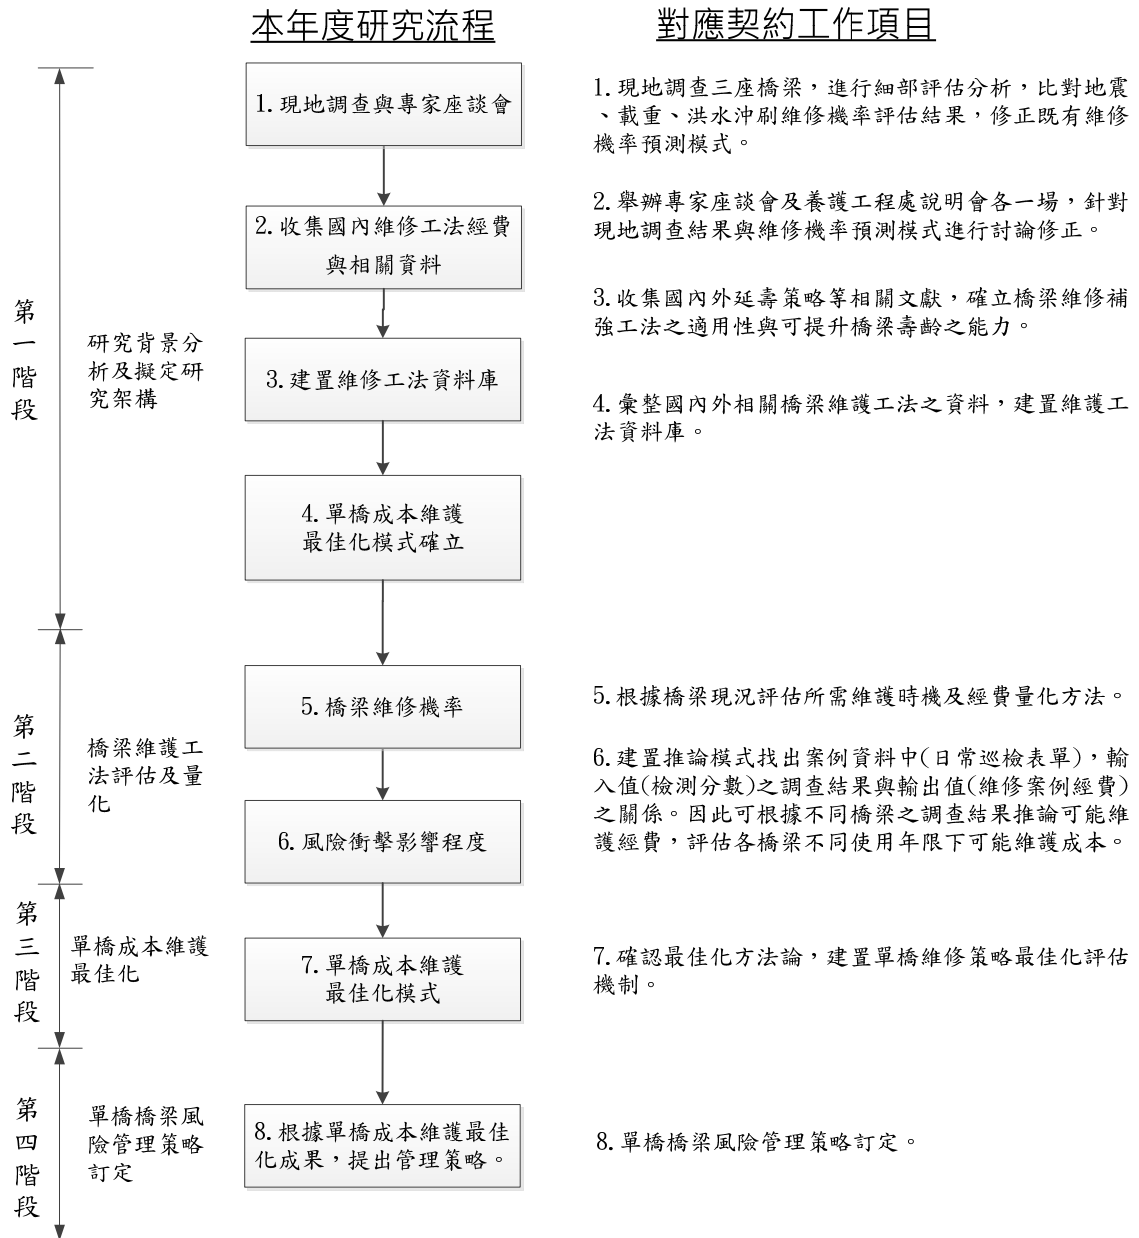 本年度研究流程
對應契約工作項目
第一階段
研究背景分
析及擬定研
究架構
1.現地調查與專家座談會
2.收集國內維修工法經費
與相關資料
3.建置維修工法資料庫
4.單橋成本維護
最佳化模式確立
1.現地調查三座橋梁，進行細部評估分析，比對地震
、載重、洪水沖刷維修機率評估結果，修正既有維修
機率預測模式。
2.舉辦專家座談會及養護工程處說明會各一場，針對
現地調查結果與維修機率預測模式進行討論修正。
3.收集國內外延壽策略等相關文獻，確立橋梁維修補
強工法之適用性與可提升橋梁壽齡之能力。
4.彙整國內外相關橋梁維護工法之資料，建置維護工
法資料庫。
第二階段
橋梁維護工
法評估及量
化
5.橋梁維修機率
6.風險衝擊影響程度
5.根據橋梁現況評估所需維護時機及經費量化方法。
6.建置推論模式找出案例資料中(日常巡檢表單)，輸
入值(檢測分數)之調查結果與輸出值(維修案例經費)
之關係。因此可根據不同橋梁之調查結果推論可能維
護經費，評估各橋梁不同使用年限下可能維護成本。
第三階段
單橋成本維護
最佳化
7.單橋成本維護
最佳化模式
7.確認最佳化方法論，建置單橋維修策略最佳化評估
機制。
第四階段
單橋橋梁風
險管理策略
訂定
8.根據單橋成本維護最佳
化成果，提出管理策略。
8.單橋橋梁風險管理策略訂定。